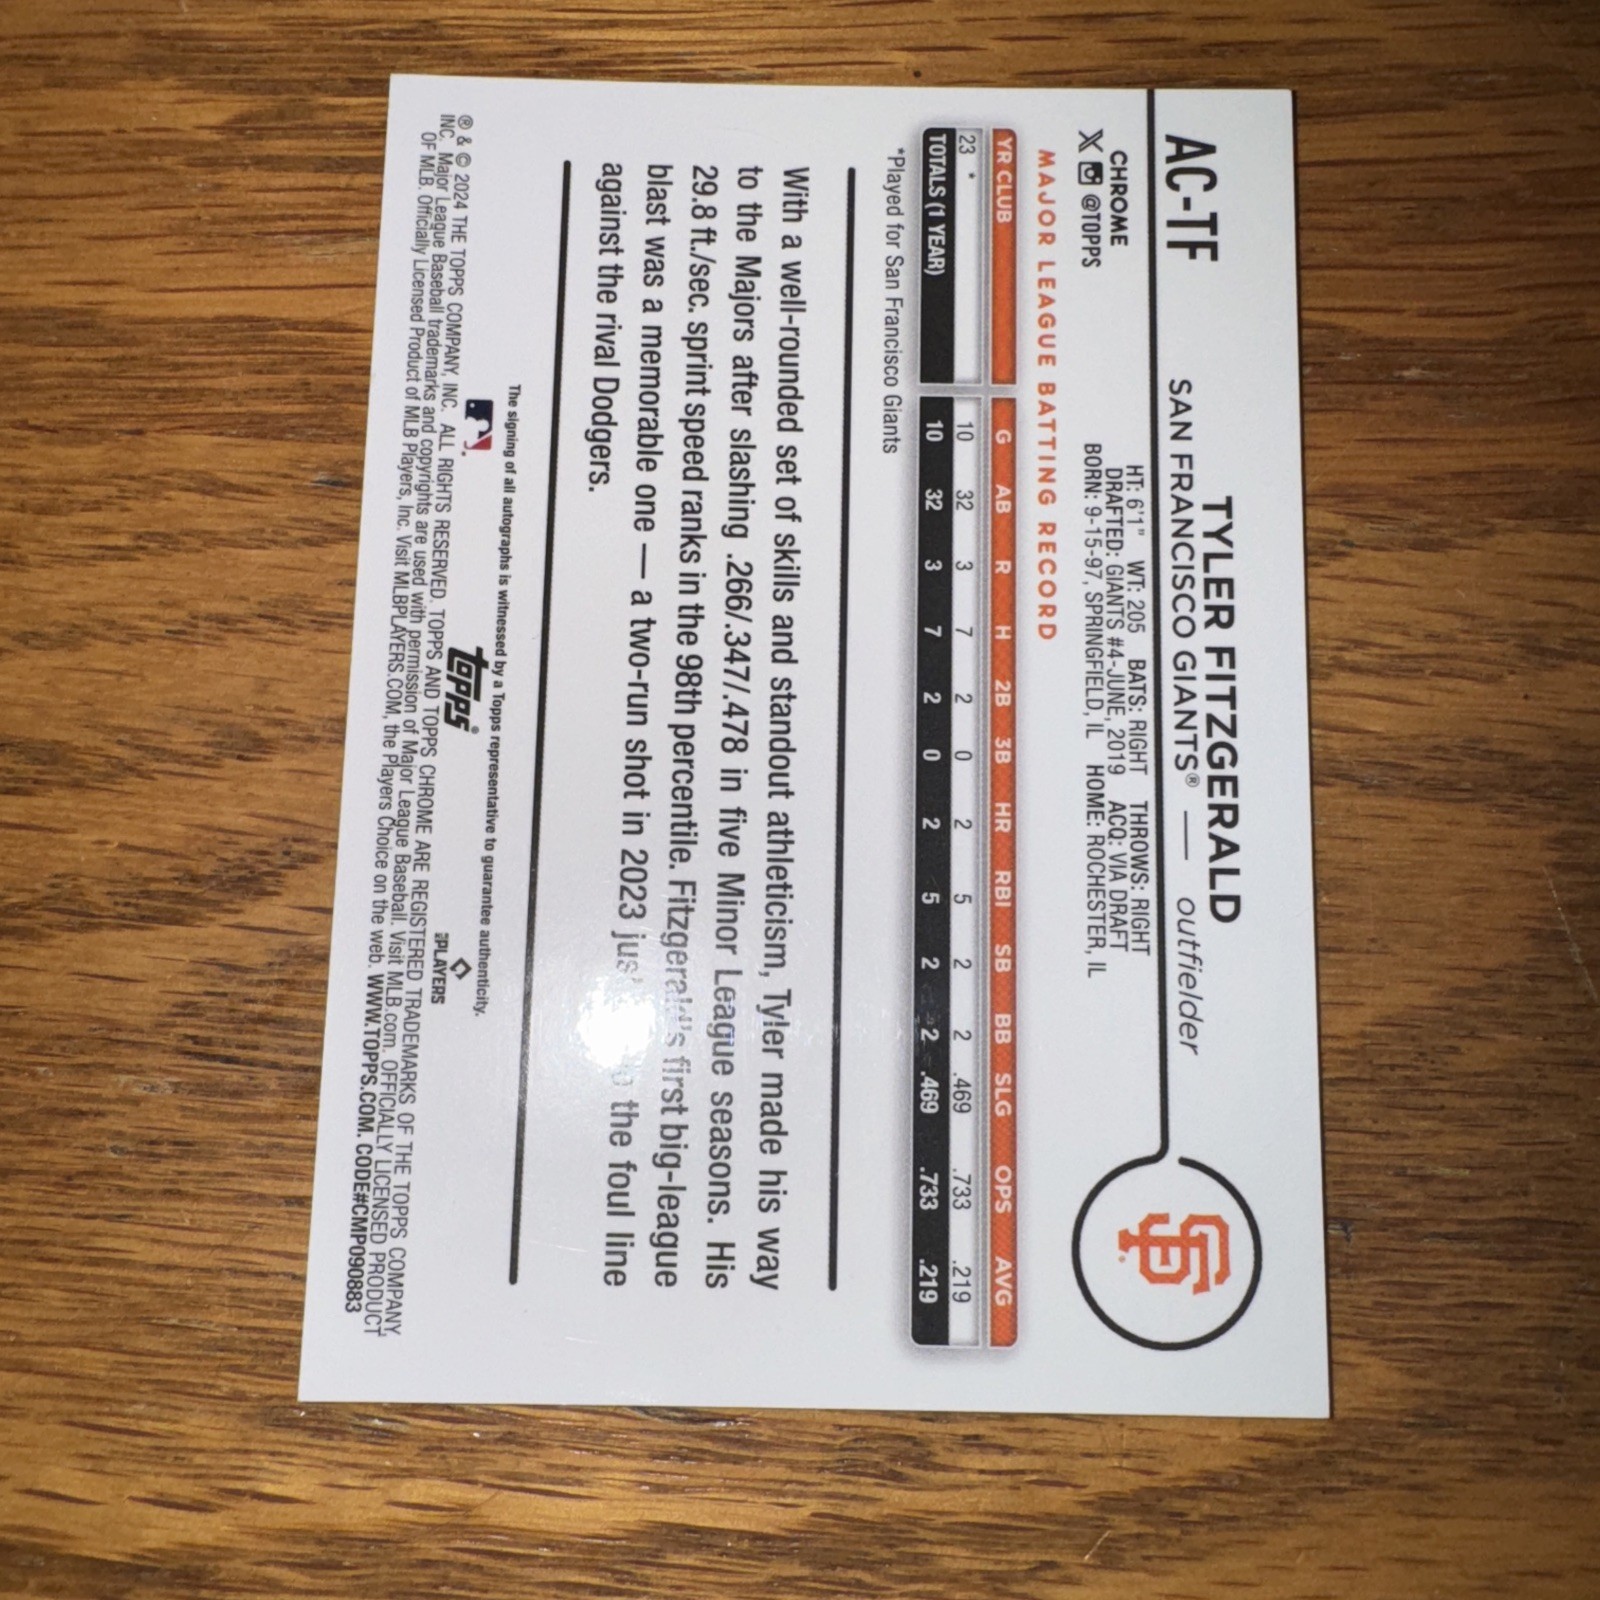 AC-TF
TYLER FITZGERALD
SAN FRANCISCO GIANTS® — outfielder
HT: 6'1" WT: 205 BATS: RIGHT THROWS: RIGHT
DRAFTED: GIANTS #4-JUNE, 2019 ACQ: VIA DRAFT
BORN: 9-15-97, SPRINGFIELD, IL HOME: ROCHESTER, IL
CHROME
X @TOPPS
SF
MAJOR LEAGUE BATTING RECORD
YR CLUB G AB R H 2B 3B HR RBI SB BB SLG OPS AVG
23 * 10 32 3 7 2 0 2 5 2 2 .469 .733 .219
TOTALS (1 YEAR) 10 32 3 7 2 0 2 5 2 2 .469 .733 .219
*Played for San Francisco Giants
With a well-rounded set of skills and standout athleticism, Tyler made his way
to the Majors after slashing .266/.347/.478 in five Minor League seasons. His
29.8 ft./sec. sprint speed ranks in the 98th percentile. Fitzgerald's first big-league
blast was a memorable one — a two-run shot in 2023 the foul line
against the rival Dodgers.
The signing of all autographs is witnessed by a Topps representative to guarantee authenticity.
topps®
PLAYERS
® & © 2024 THE TOPPS COMPANY, INC. ALL RIGHTS RESERVED. TOPPS AND TOPPS CHROME ARE REGISTERED TRADEMARKS OF THE TOPPS COMPANY,
INC. Major League Baseball trademarks and copyrights are used with permission of Major League Baseball. Visit MLB.com. OFFICIALLY LICENSED PRODUCT
OF MLB. Officially Licensed Product of MLB Players, Inc. Visit MLBPLAYERS.COM, the Players Choice on the web. WWW.TOPPS.COM. CODE#CMP090883